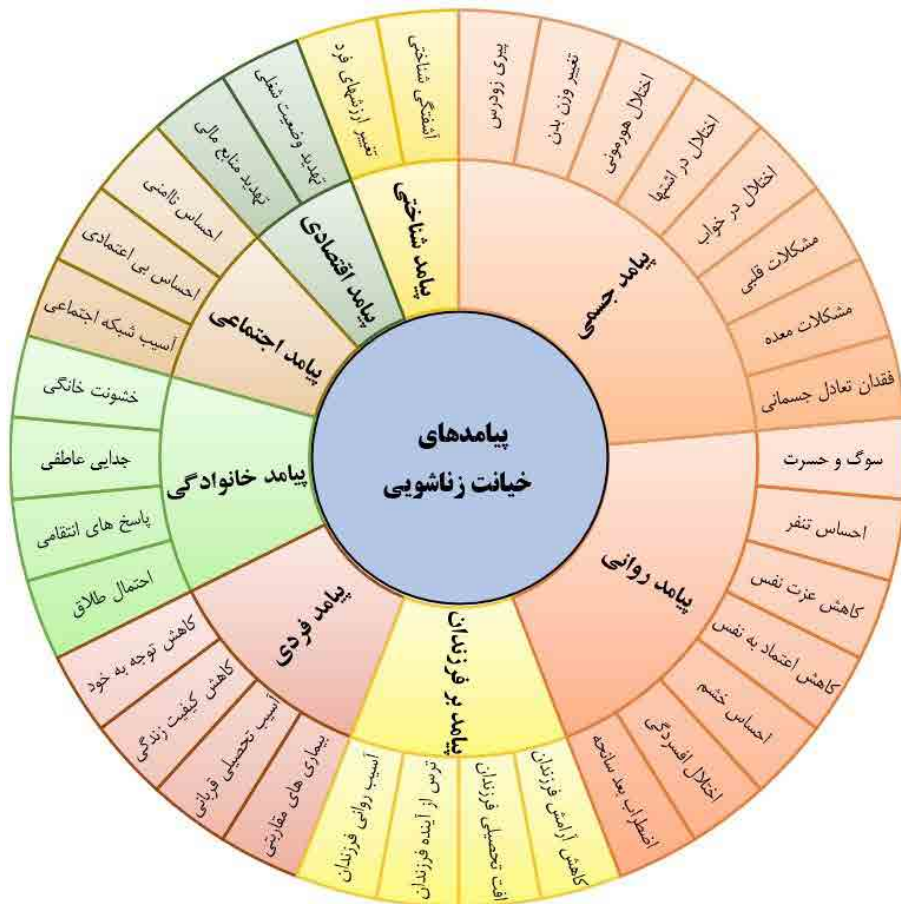 پیامدهای
خیانت زناشویی
پیامد جسمی
پیری زودرس
تغییر وزن بدن
اختلال هورمونی
اختلال در اشتها
اختلال در خواب
مشکلات قلبی
مشکلات معده
فقدان تعادل جسمانی
پیامد روانی
سوگ و حسرت
احساس تنفر
کاهش عزت نفس
کاهش اعتماد به نفس
احساس خشم
اختلال افسردگی
اضطراب بعد سانحه
پیامد بر فرزندان
کاهش آرامش فرزندان
افت تحصیلی فرزندان
ترس از آینده فرزندان
آسیب روانی فرزندان
پیامد فردی
بیماری های مقاربتی
آسیب تحصیلی قربانی
کاهش کیفیت زندگی
کاهش توجه به خود
پیامد خانوادگی
احتمال طلاق
پاسخ های انتقامی
جدایی عاطفی
خشونت خانگی
پیامد اجتماعی
آسیب شبکه اجتماعی
احساس بی اعتمادی
احساس ناامنی
پیامد اقتصادی
تهدید منابع مالی
تهدید وضعیت شغلی
پیامد شناختی
تغییر ارزشهای فرد
آشفتگی شناختی